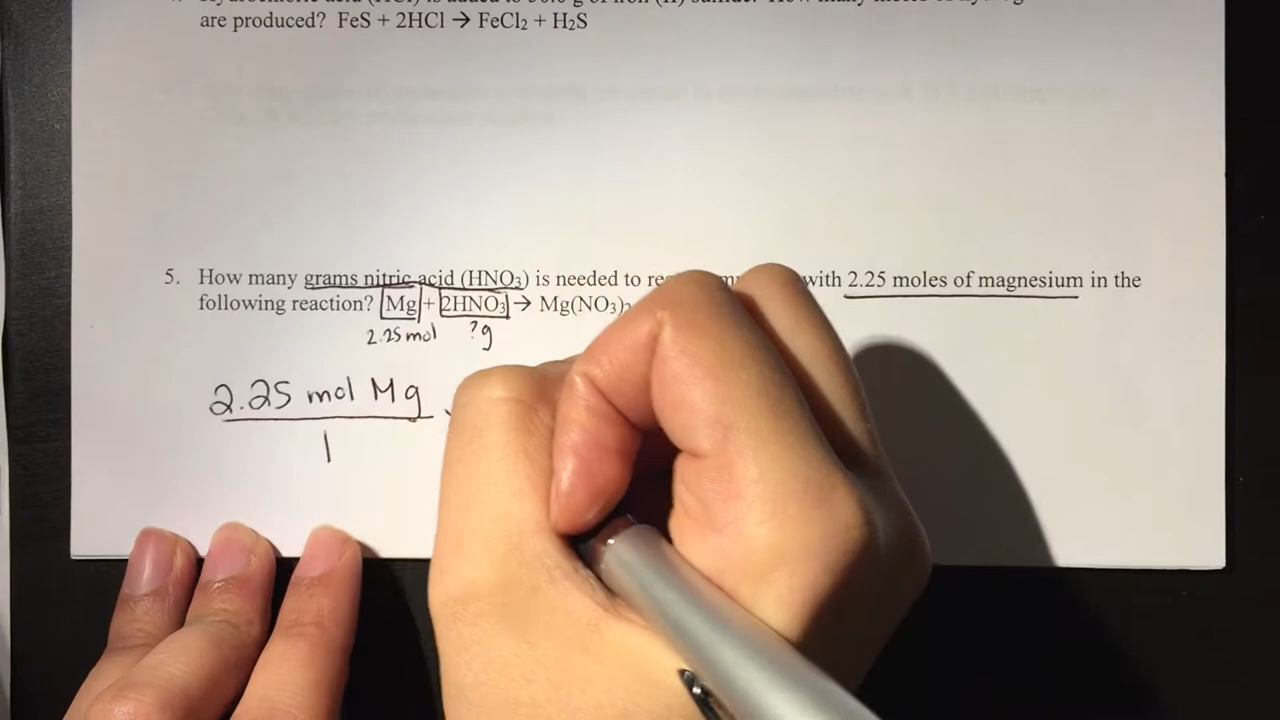 are produced? FeS + 2HCl → FeCl₂ + H₂S
5. How many grams nitric acid (HNO₃) is needed to with 2.25 moles of magnesium in the
following reaction? Mg + 2HNO₃ → Mg(NO₃)₂
2.25 mol ?g
2.25 mol Mg
1